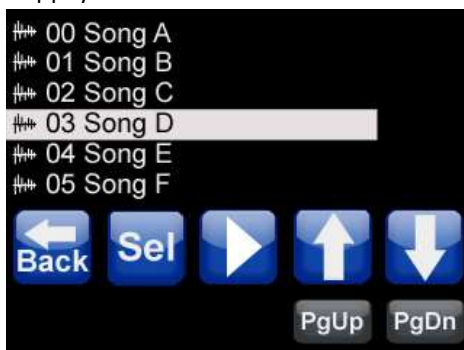 00 Song A
01 Song B
02 Song C
03 Song D
04 Song E
05 Song F
Back Sel
PgUp PgDn